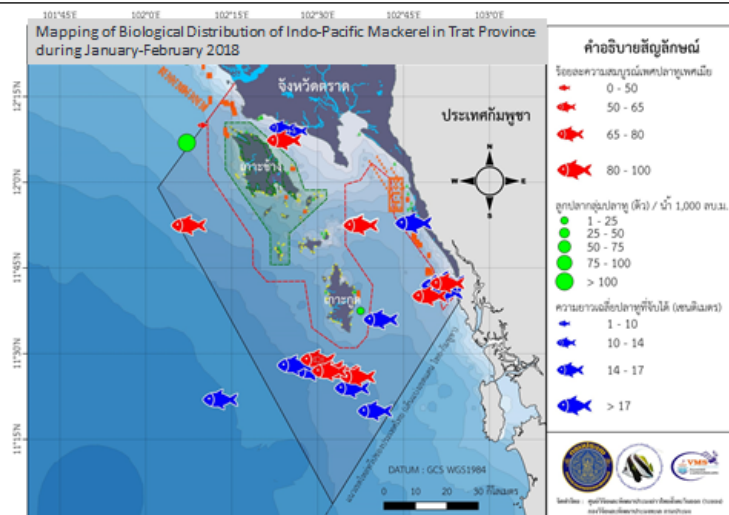 101°45'E 102°0'E 102°15'E 102°30'E 102°45'E 103°0'E
Mapping of Biological Distribution of Indo-Pacific Mackerel in Trat Province
during January-February 2018
12°15'N
12°0'N
11°45'N
11°30'N
11°15'N
จังหวัดตราด
ประเทศกัมพูชา
เกาะช้าง
เกาะกูด
N
W E
S
DATUM : GCS WGS1984
0 10 20 30 กิโลเมตร
คำอธิบายสัญลักษณ์
ร้อยละความสมบูรณ์เพศปลาทูเพศเมีย
0 - 50
50 - 65
65 - 80
80 - 100
ลูกปลากลุ่มปลาทู (ตัว) / น้ำ 1,000 ลบ.ม.
1 - 25
25 - 50
50 - 75
75 - 100
> 100
ความยาวเฉลี่ยปลาทูที่จับได้ (เซนติเมตร)
1 - 10
10 - 14
14 - 17
> 17
VMS